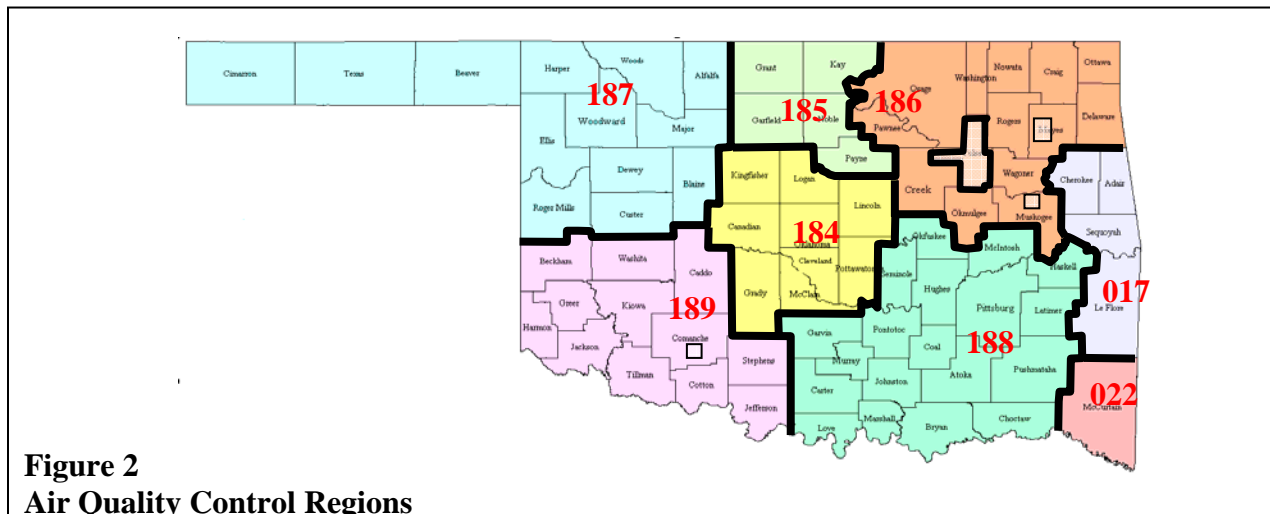 Cimarron Texas Beaver Harper Woods Alfalfa
Grant Kay
Osage Washington Nowata Craig Ottawa
187
Woodward Major
Ellis
Dewey Blaine
Roger Mills Custer
185
Garfield Noble
Payne
186
Pawnee Rogers Mayes Delaware
Creek Wagoner
Okmulgee Muskogee
Cherokee Adair
Sequoyah
Kingfisher Logan
Lincoln
Canadian
184
Oklahoma
Cleveland
Pottawatom
Grady McClain
Beckham Washita Caddo
Greer Kiowa
189
Harmon
Jackson Comanche
Tillman Cotton
Stephens
Jefferson
Okfuskee McIntosh Haskell
Seminole Hughes
Pittsburg Latimer
Garvin Pontotoc
188
Coal
Murray
Atoka Pushmataha
Carter Johnston
Love Marshall Bryan Choctaw
017
Le Flore
022
McCurtain
Figure 2
Air Quality Control Regions